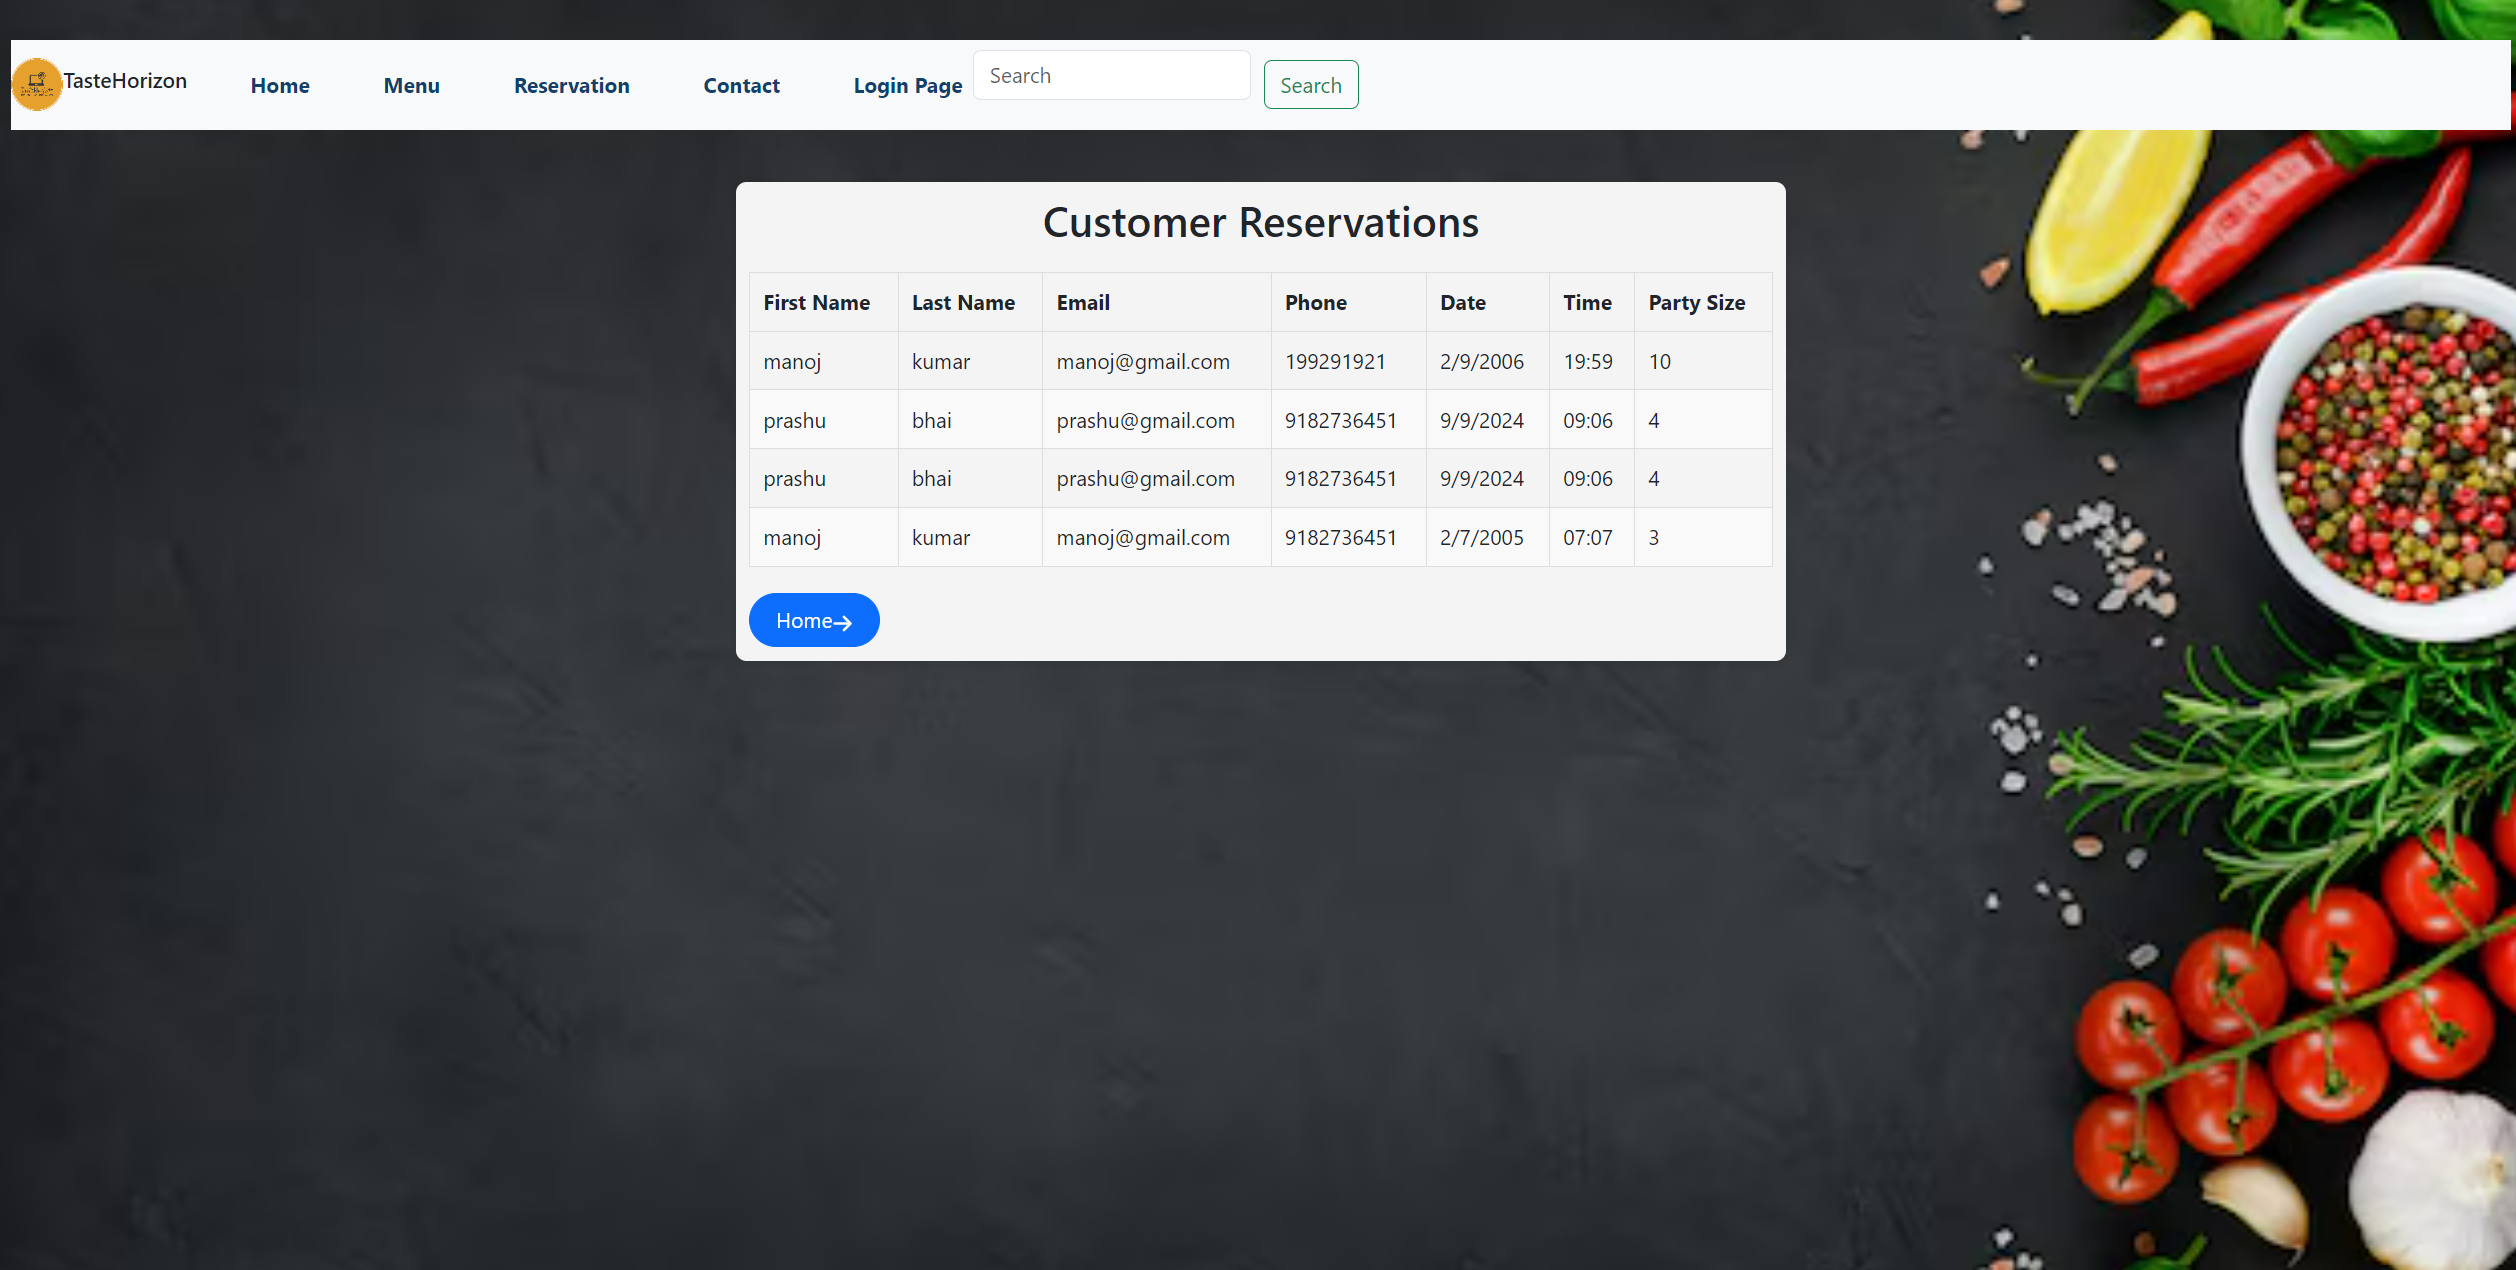 TasteHorizon Home Menu Reservation Contact Login Page Search Search
Customer Reservations
First Name Last Name Email Phone Date Time Party Size
manoj kumar manoj@gmail.com 199291921 2/9/2006 19:59 10
prashu bhai prashu@gmail.com 9182736451 9/9/2024 09:06 4
prashu bhai prashu@gmail.com 9182736451 9/9/2024 09:06 4
manoj kumar manoj@gmail.com 9182736451 2/7/2005 07:07 3
Home→